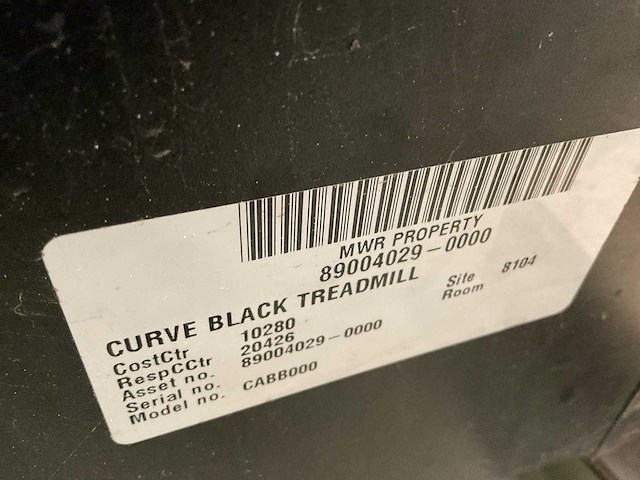 MWR PROPERTY
89004029-0000
CURVE BLACK TREADMILL
CostCtr 10280 Site 8104
RespCCtr 20426 Room
Asset no. 89004029-0000
Serial no.
Model no. CABB000